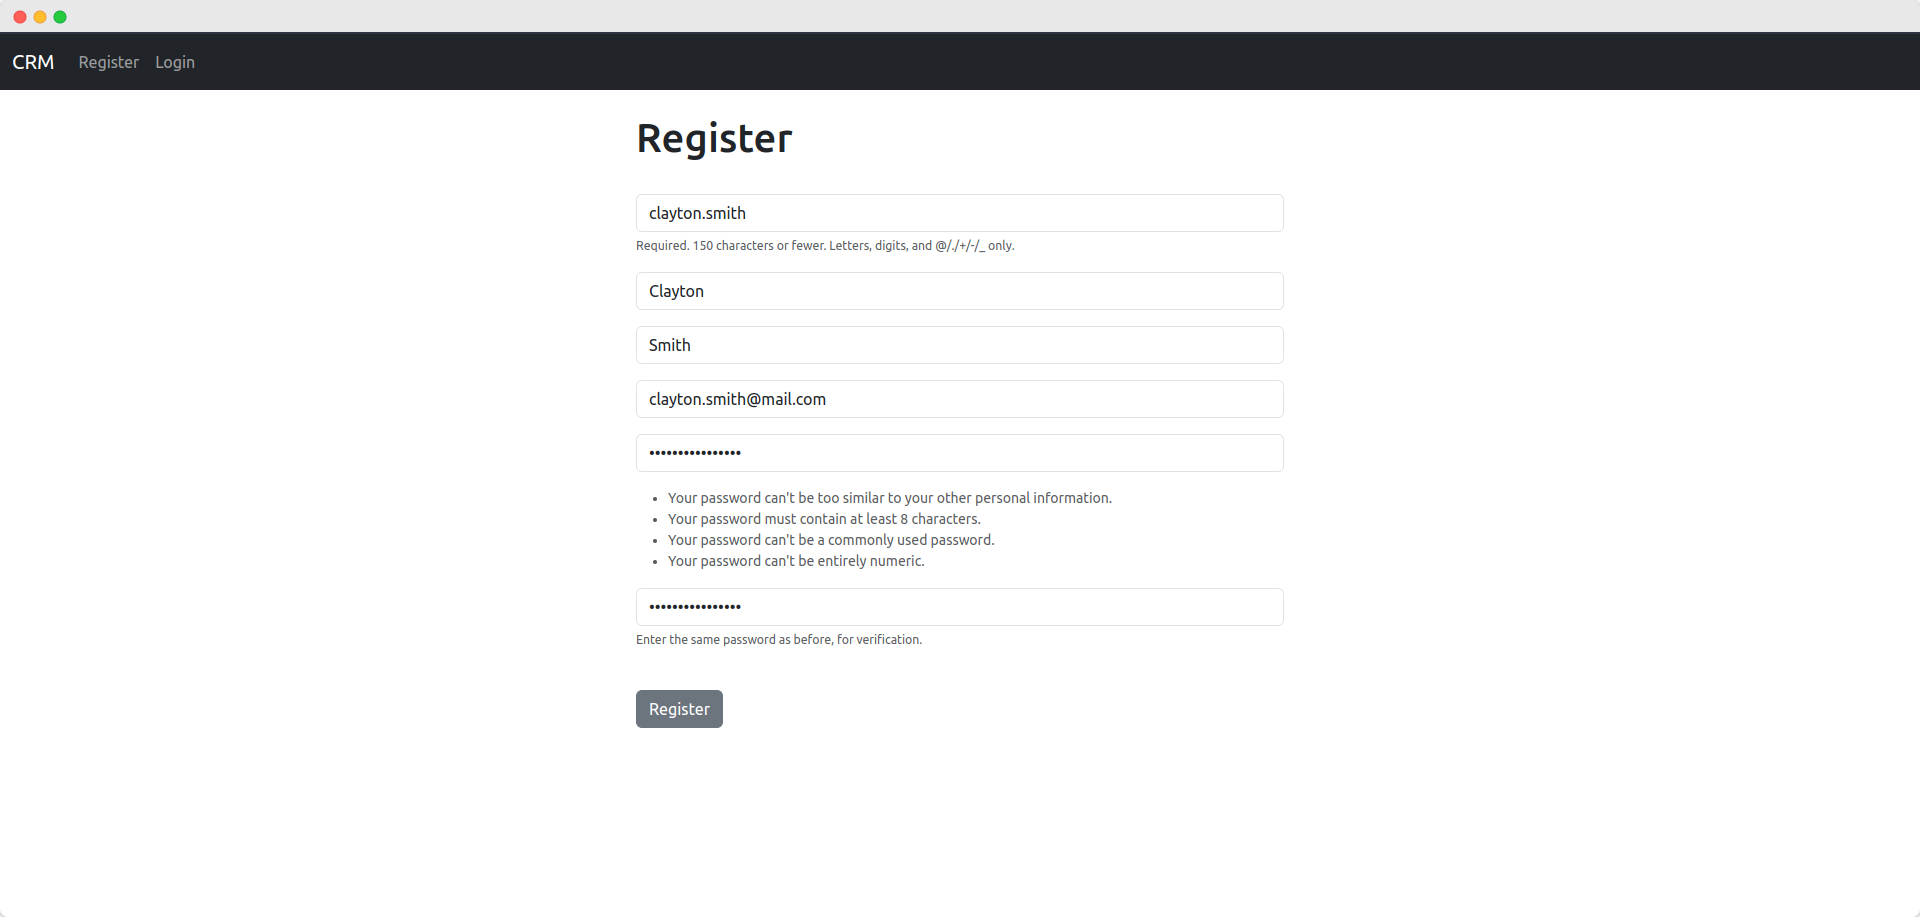 CRM Register Login
Register
clayton.smith
Required. 150 characters or fewer. Letters, digits, and @/./+/-/_ only.
Clayton
Smith
clayton.smith@mail.com
••••••••••••••••
• Your password can't be too similar to your other personal information.
• Your password must contain at least 8 characters.
• Your password can't be a commonly used password.
• Your password can't be entirely numeric.
••••••••••••••••
Enter the same password as before, for verification.
Register